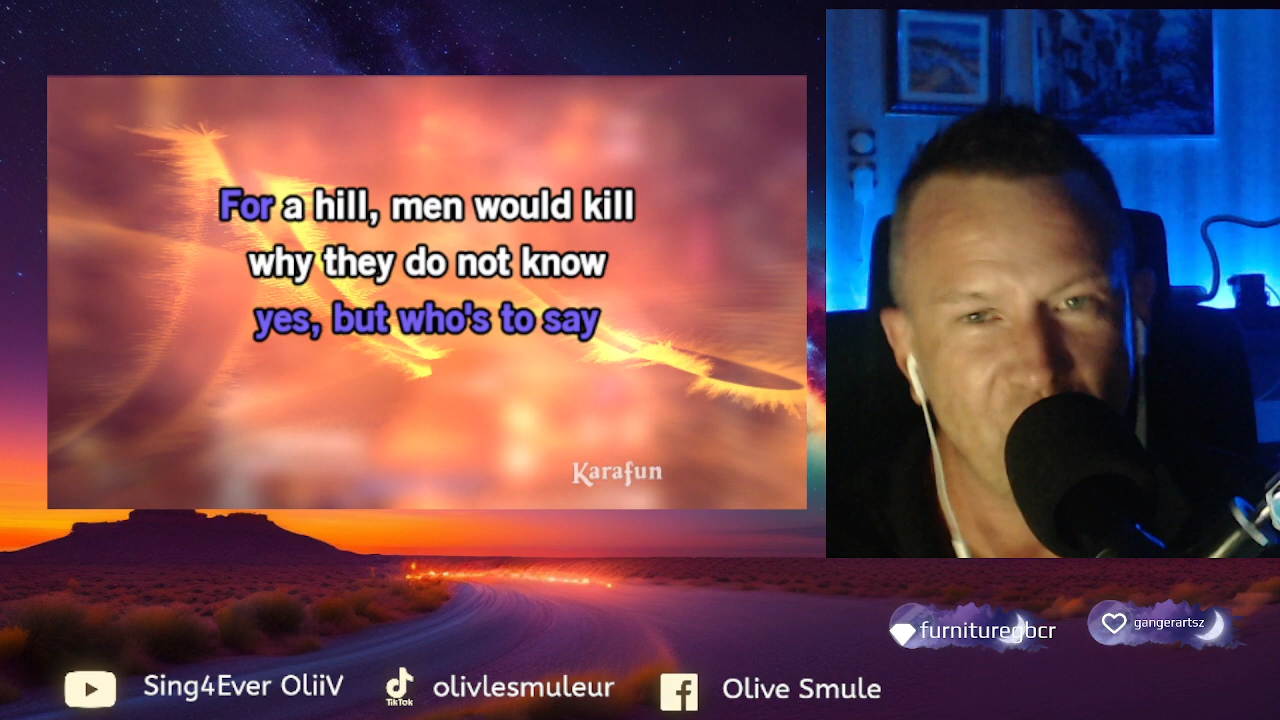 For a hill, men would kill
why they do not know
yes, but who's to say
Karafun
furnituregbcr
gangerartsz
Sing4Ever OliiV
TikTok
olivlesmuleur
Olive Smule